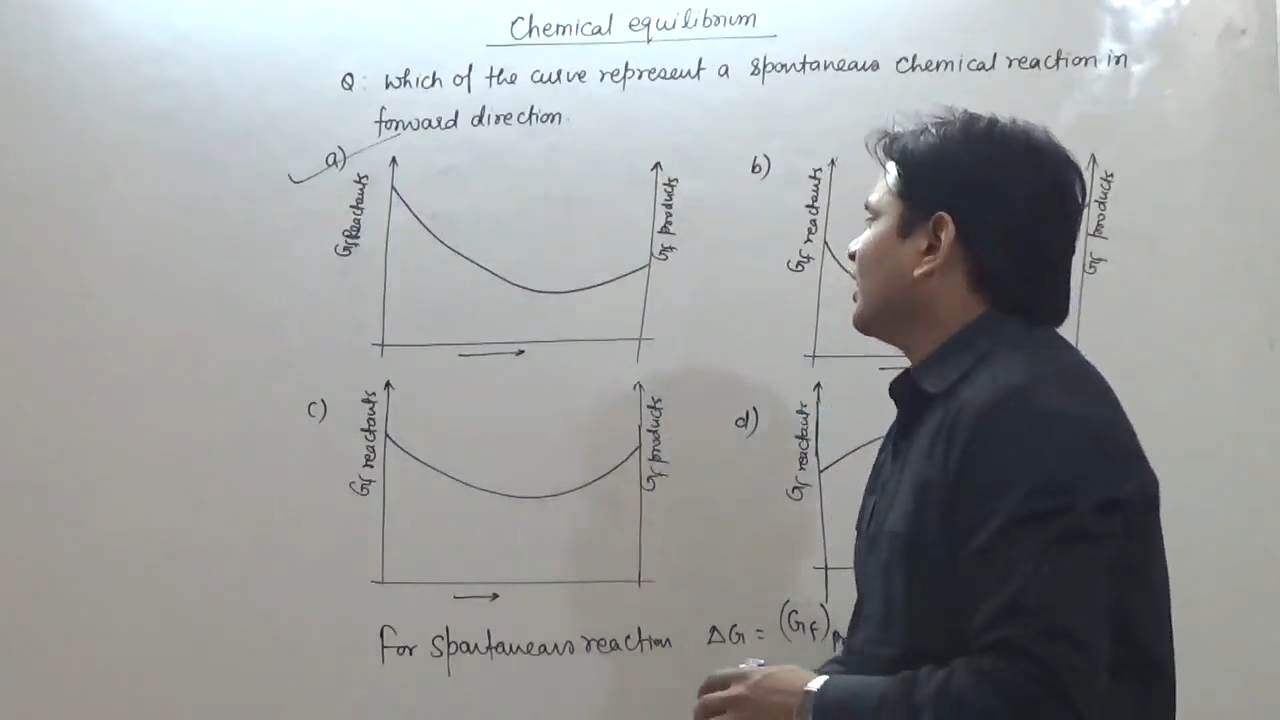 Chemical equilibrium
Q: which of the curve represent a spontaneous chemical reaction in
forward direction.
a)
Gf Reactants
Gf products
b)
Gf reactants
Gf products
c)
Gf reactants
Gf products
d)
Gf reactants
For spontaneous reaction ΔG = (Gf)